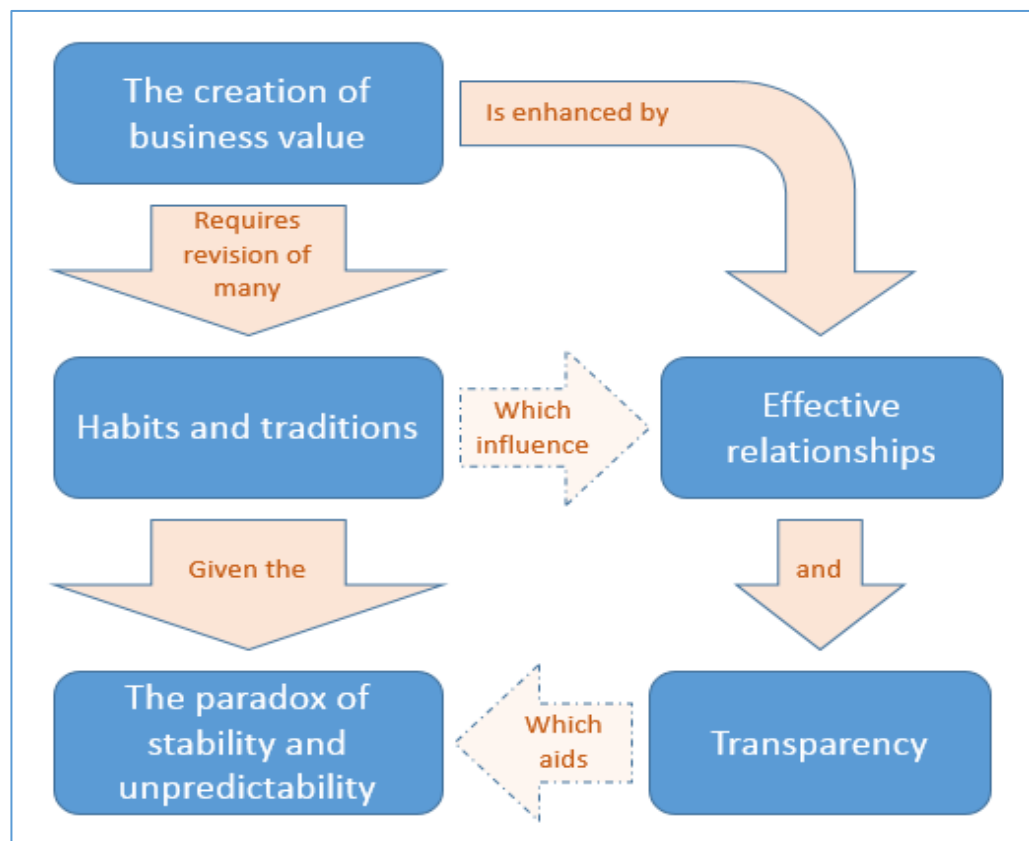 The creation of
business value
Is enhanced by
Requires
revision of
many
Habits and traditions
Which
influence
Effective
relationships
Given the
and
The paradox of
stability and
unpredictability
Which
aids
Transparency